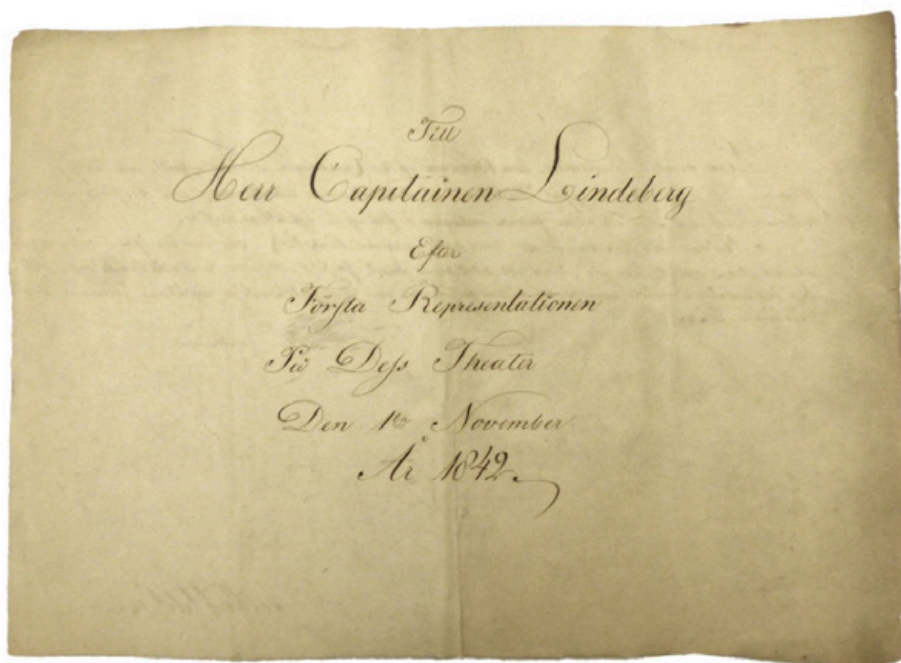 Till
Herr Capitainen Lindeberg
Efter
Första Representationen
På Dess Theater
Den 1sta November
År 1842.